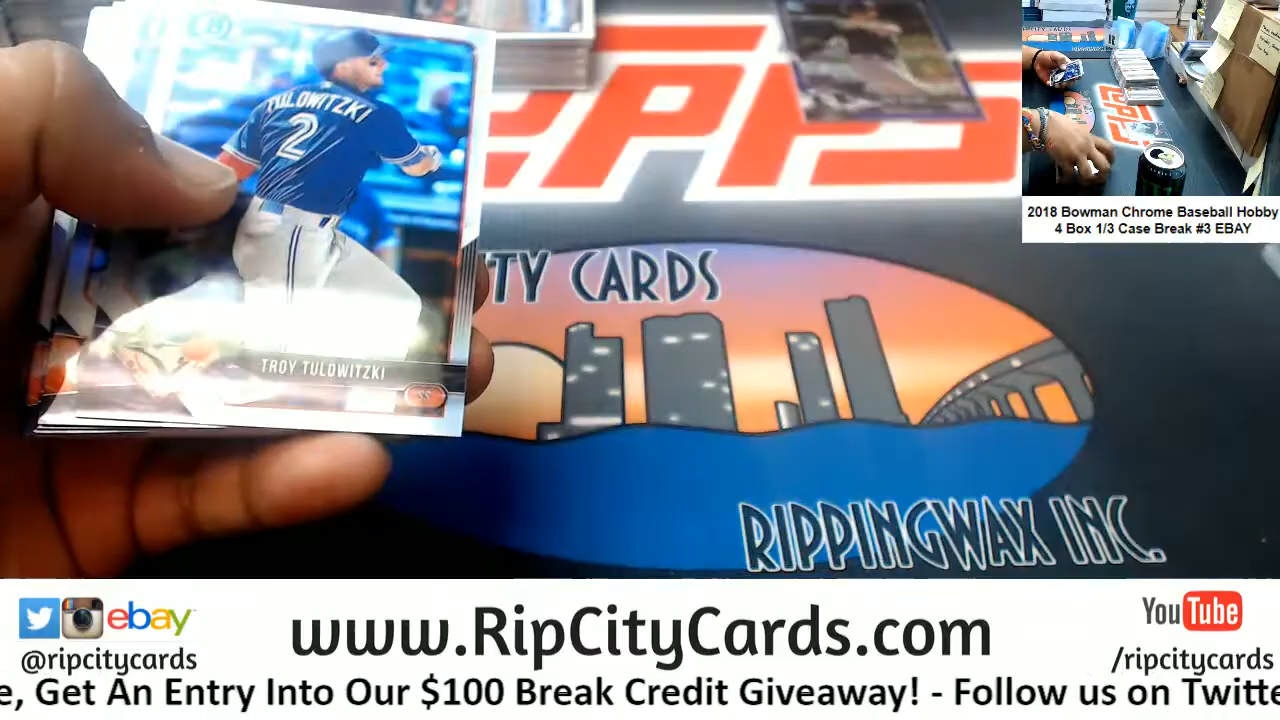 TULOWITZKI
2
TROY TULOWITZKI
SS
TY CARDS
RIPPINGWAX INC.
2018 Bowman Chrome Baseball Hobby
4 Box 1/3 Case Break #3 EBAY
ebay
@ripcitycards
www.RipCityCards.com
YouTube
/ripcitycards
e, Get An Entry Into Our $100 Break Credit Giveaway! - Follow us on Twitte